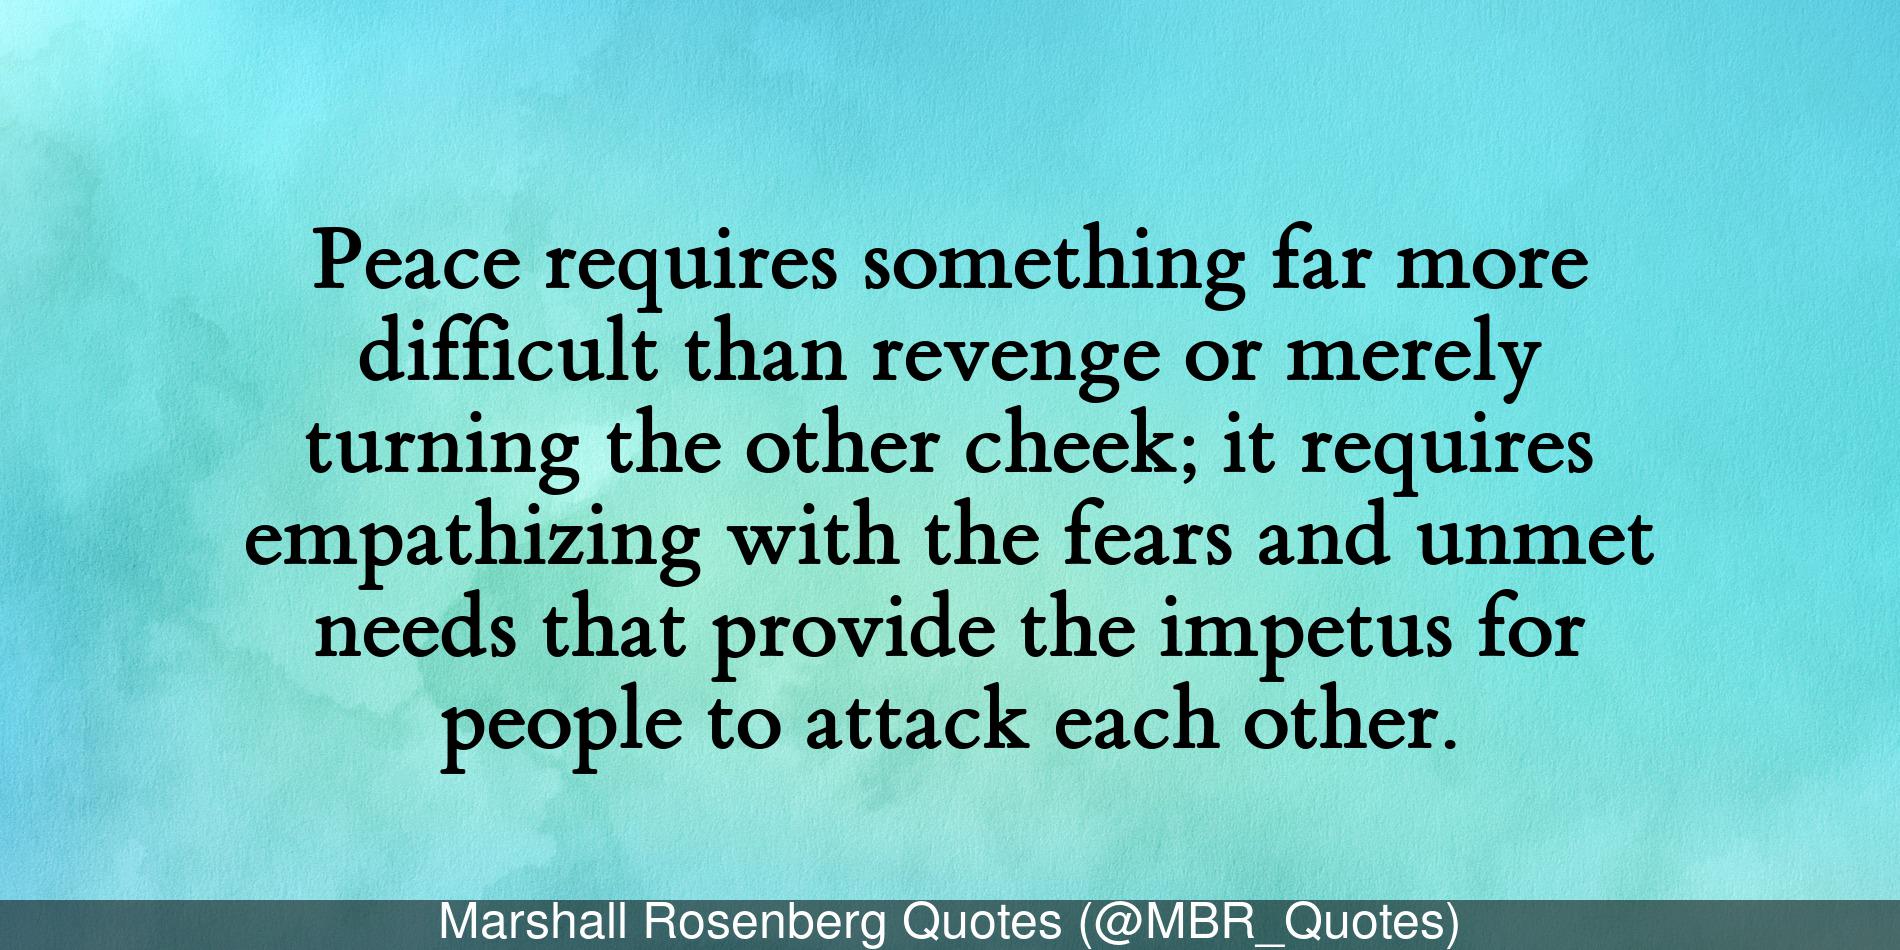 Peace requires something far more
difficult than revenge or merely
turning the other cheek; it requires
empathizing with the fears and unmet
needs that provide the impetus for
people to attack each other.
Marshall Rosenberg Quotes (@MBR_Quotes)